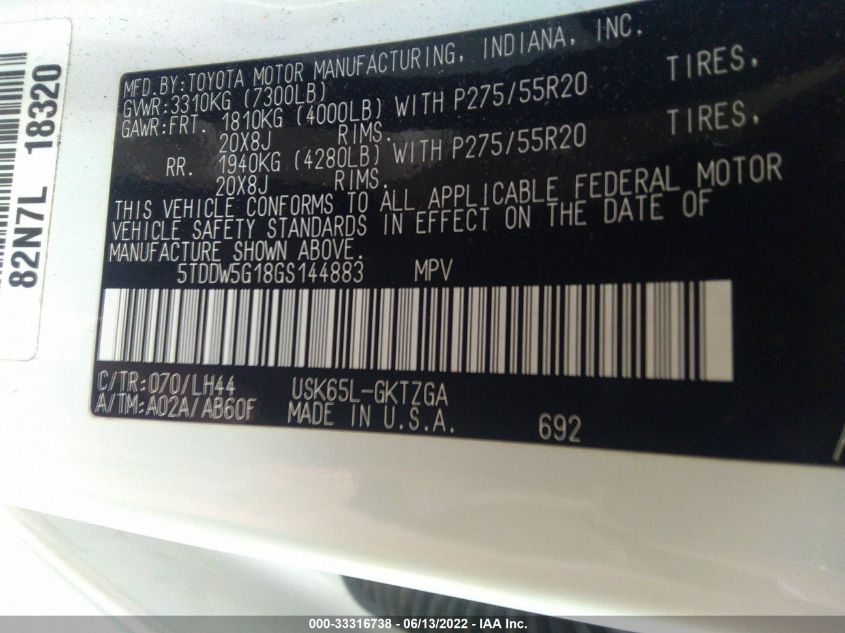 82N7L 18320
MFD. BY: TOYOTA MOTOR MANUFACTURING, INDIANA, INC.
GVWR: 3310KG (7300LB)
GAWR: FRT. 1810KG (4000LB) WITH P275/55R20 TIRES,
20X8J RIMS.
RR. 1940KG (4280LB) WITH P275/55R20 TIRES,
20X8J RIMS.
THIS VEHICLE CONFORMS TO ALL APPLICABLE FEDERAL MOTOR
VEHICLE SAFETY STANDARDS IN EFFECT ON THE DATE OF
MANUFACTURE SHOWN ABOVE.
5TDDW5G18GS144883 MPV
C/TR: 070/LH44 USK65L-GKTZGA
A/TM: A02A/AB60F MADE IN U.S.A. 692
000-33316738 - 06/13/2022 - IAA Inc.